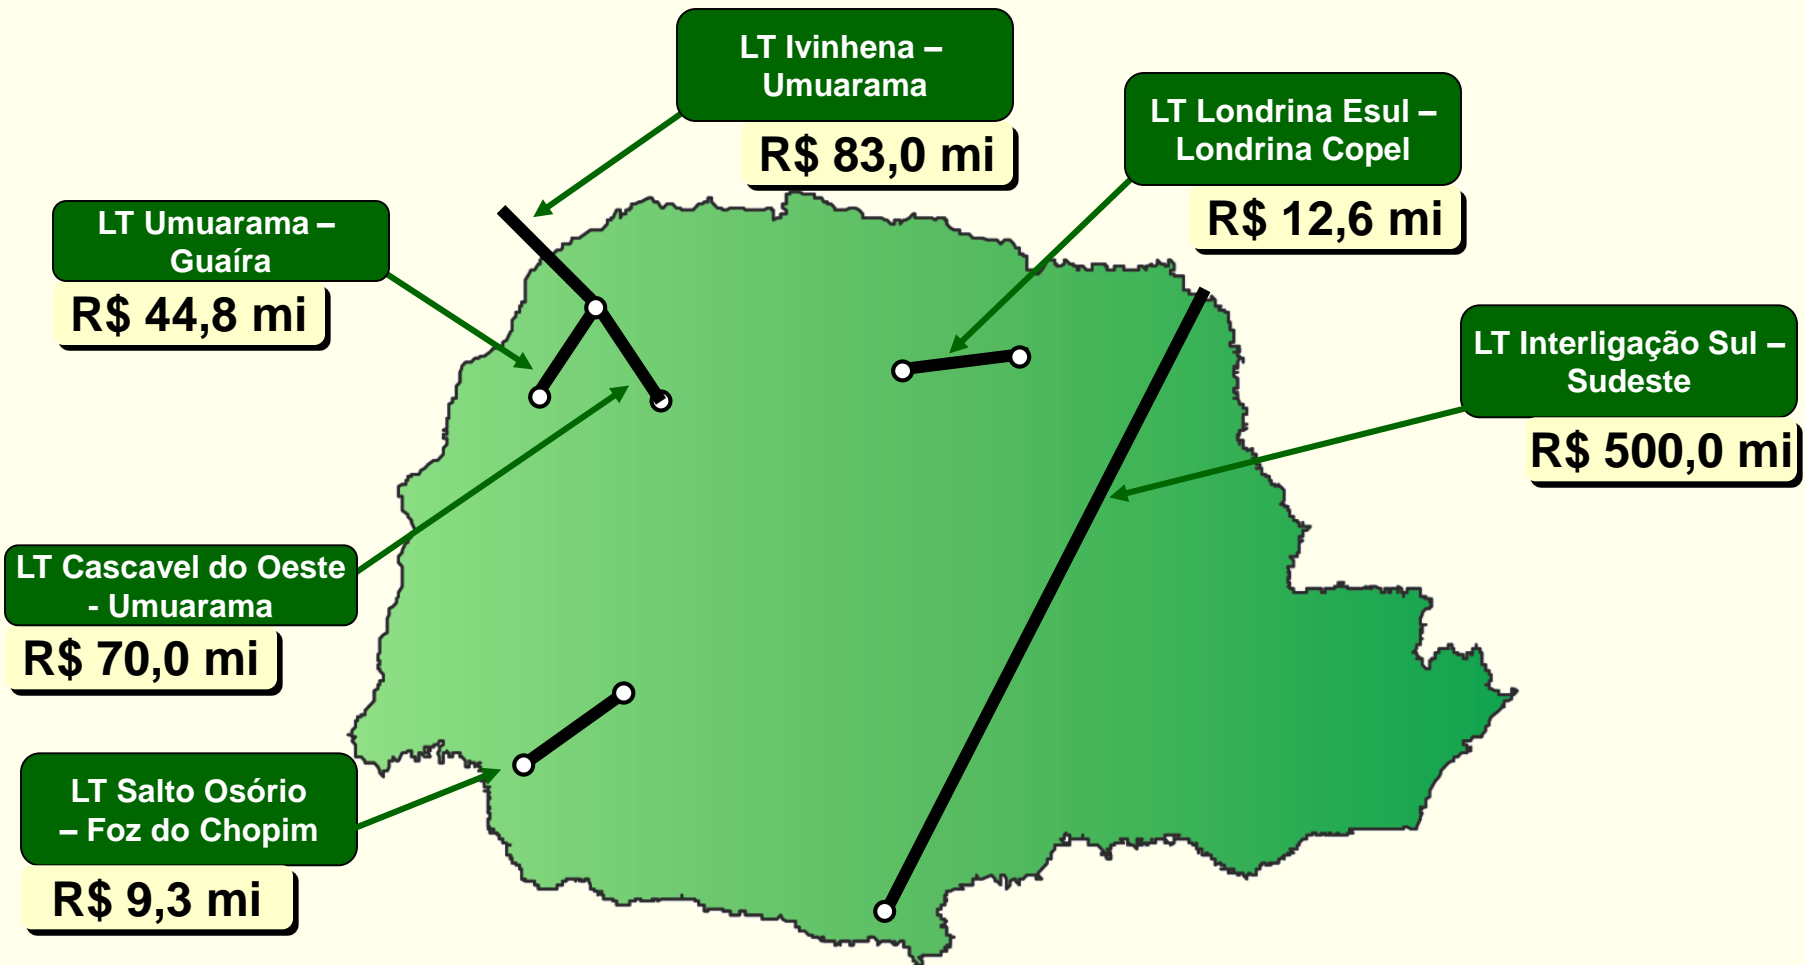 LT Ivinhena –
Umuarama
R$ 83,0 mi
LT Londrina Esul –
Londrina Copel
R$ 12,6 mi
LT Umuarama –
Guaíra
R$ 44,8 mi
LT Interligação Sul –
Sudeste
R$ 500,0 mi
LT Cascavel do Oeste
- Umuarama
R$ 70,0 mi
LT Salto Osório
– Foz do Chopim
R$ 9,3 mi